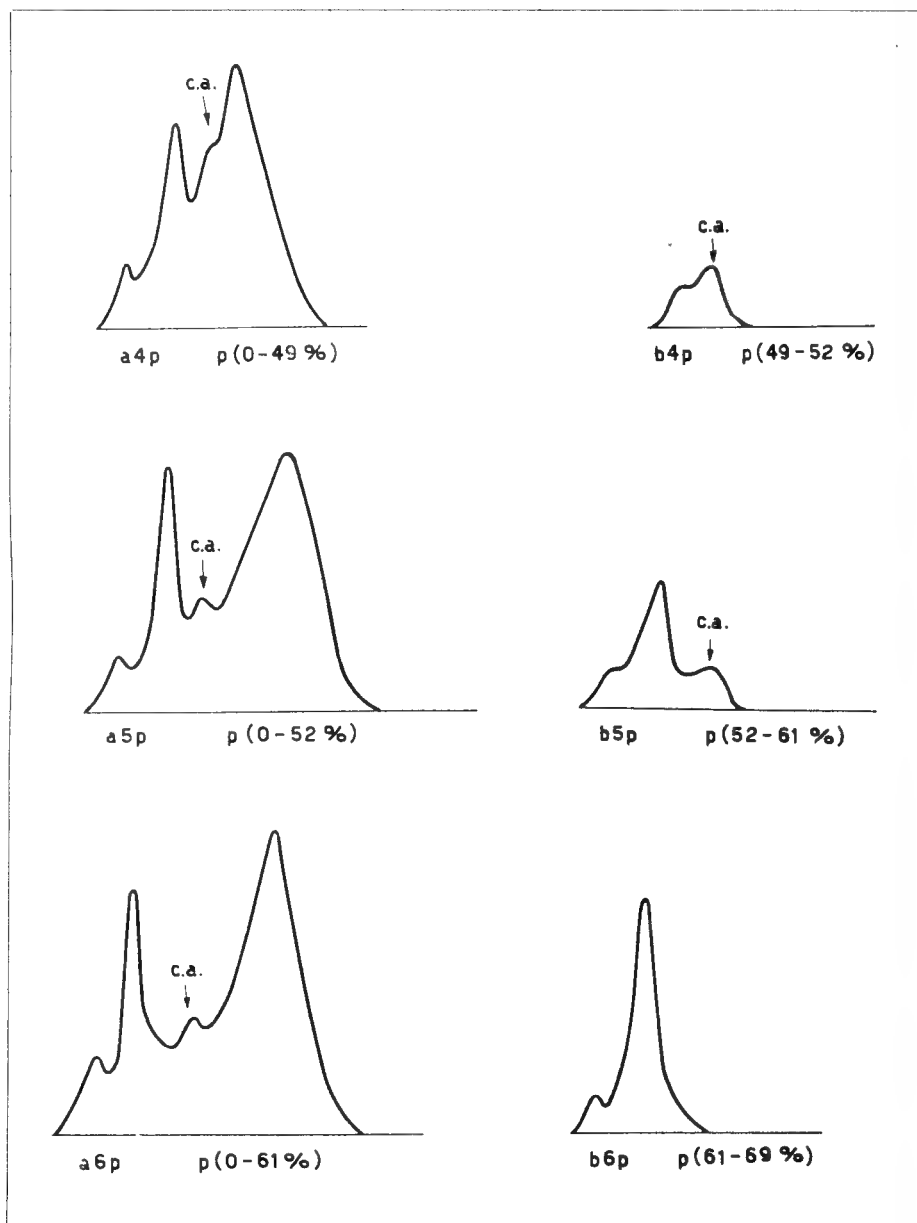 c.a.
c.a.
a4p p(0-49%)
b4p p(49-52%)
c.a.
c.a.
a5p p(0-52%)
b5p p(52-61%)
c.a.
a6p p(0-61%)
b6p p(61-69%)